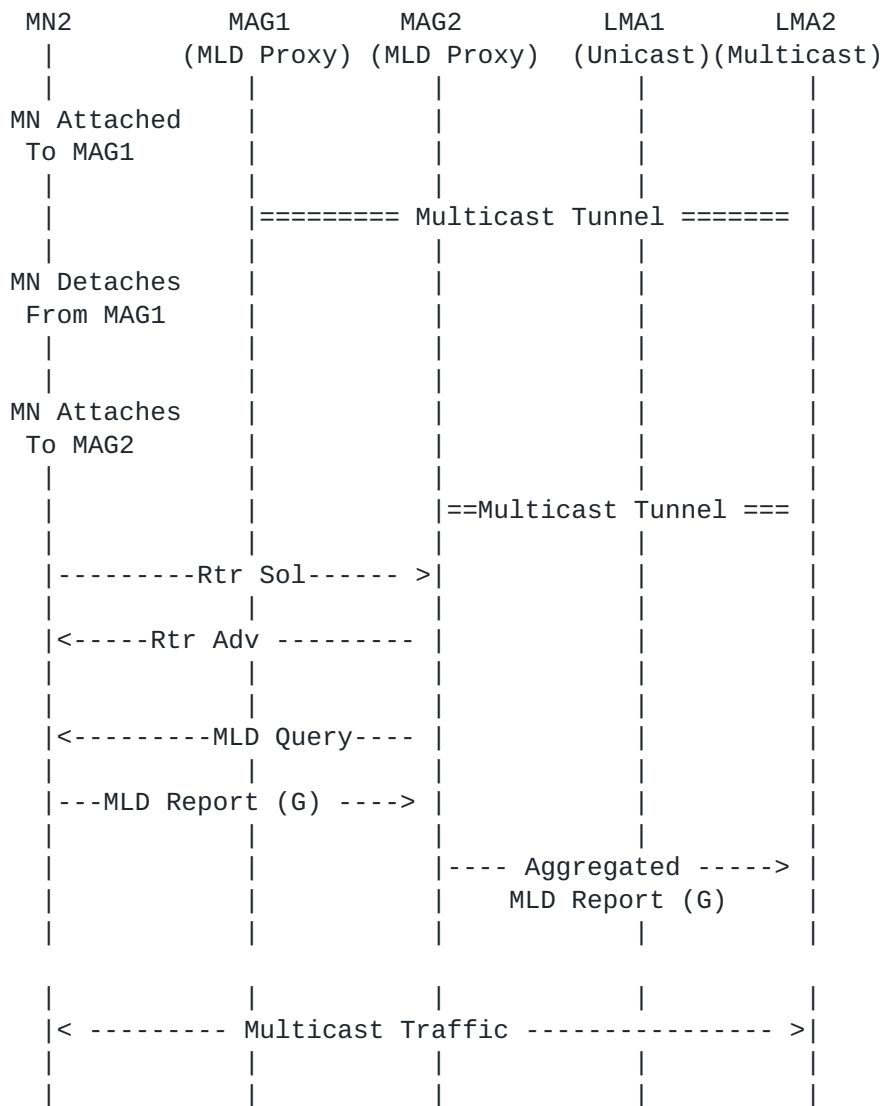 MN2 MAG1 MAG2 LMA1 LMA2
| (MLD Proxy) (MLD Proxy) (Unicast)(Multicast)
MN Attached
To MAG1
|========= Multicast Tunnel ======= |
MN Detaches
From MAG1
MN Attaches
To MAG2
|==Multicast Tunnel === |
|---------Rtr Sol------ >|
|<-----Rtr Adv --------- |
|<---------MLD Query---- |
|---MLD Report (G) ----> |
|---- Aggregated -----> |
MLD Report (G)
|< --------- Multicast Traffic --------------- >|